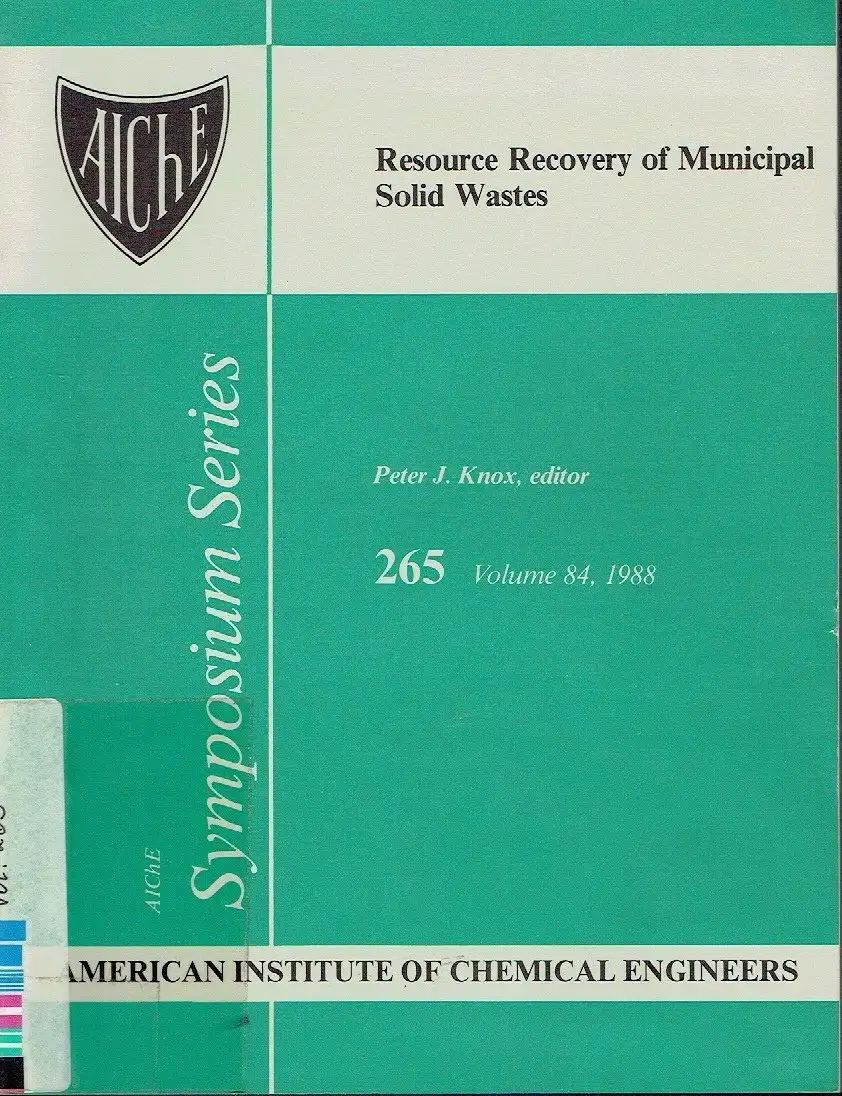 AIChE
Resource Recovery of Municipal
Solid Wastes
Peter J. Knox, editor
265 Volume 84, 1988
AIChE
Symposium Series
AMERICAN INSTITUTE OF CHEMICAL ENGINEERS